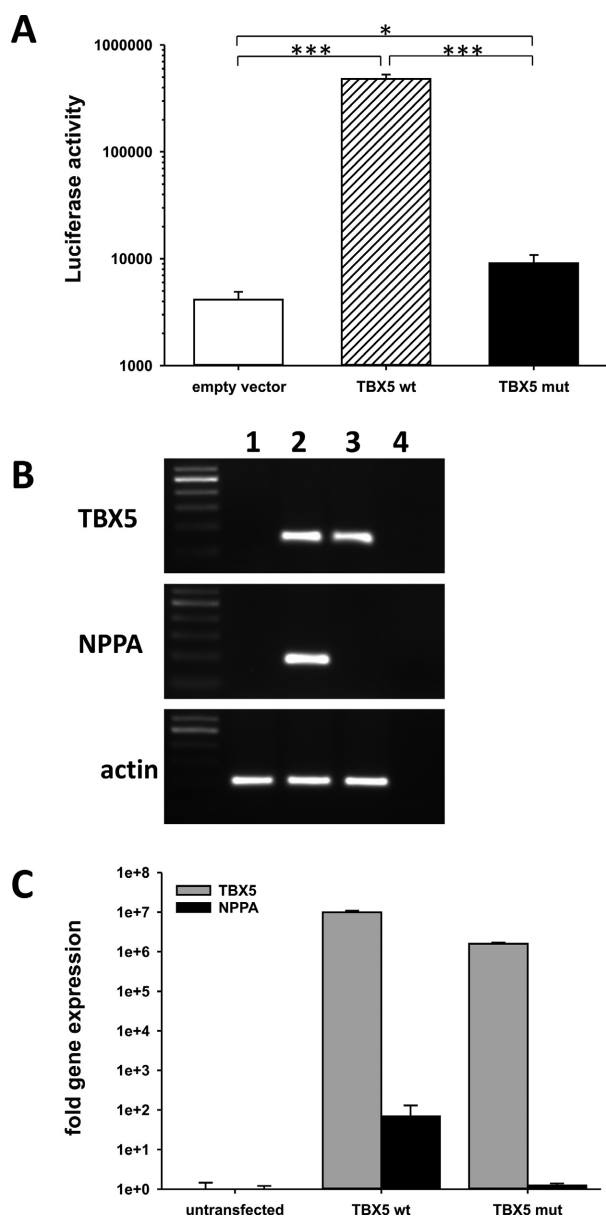 A
*
*** ***
Luciferase activity
1000000
100000
10000
1000
empty vector TBX5 wt TBX5 mut
B
1 2 3 4
TBX5
NPPA
actin
C
fold gene expression
1e+8
1e+7
1e+6
1e+5
1e+4
1e+3
1e+2
1e+1
1e+0
TBX5
NPPA
untransfected TBX5 wt TBX5 mut